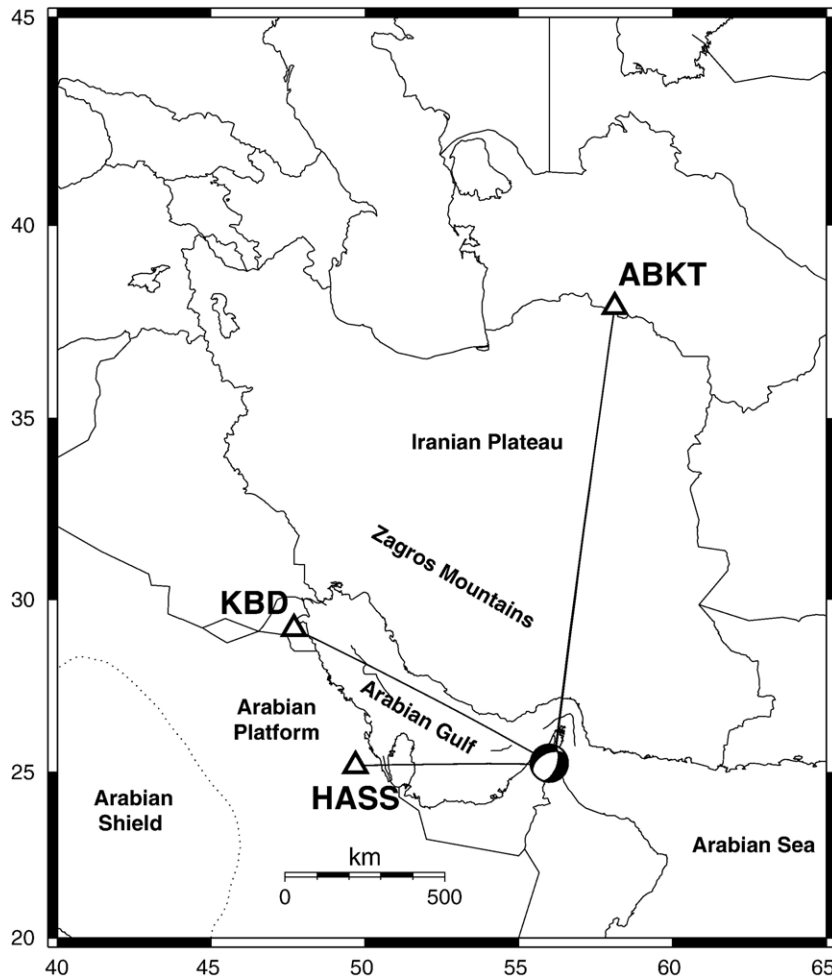 45
40
ABKT
35
Iranian Plateau
Zagros Mountains
30
KBD
Arabian
Platform
Arabian Gulf
25
HASS
Arabian
Shield
Arabian Sea
km
0
500
20
40
45
50
55
60
65